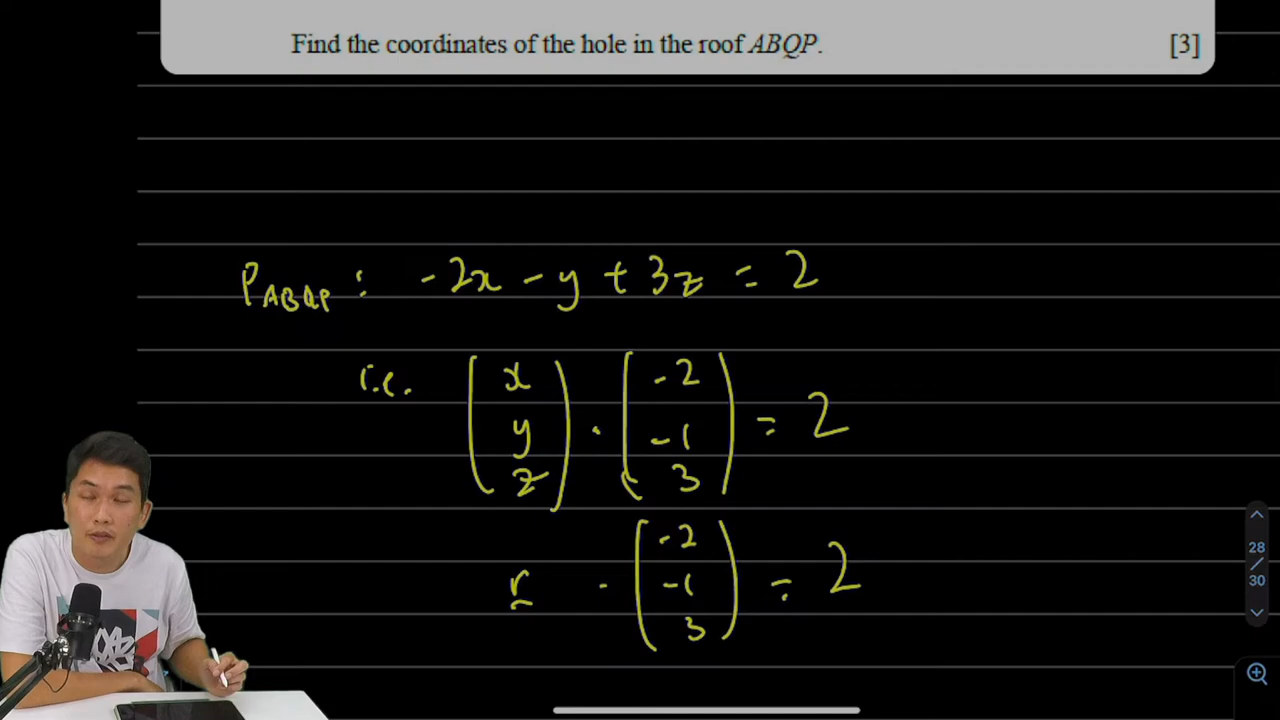 Find the coordinates of the hole in the roof ABQP. [3]
P_ABQP : -2x - y + 3z = 2
i.e. (x y z) · (-2 -1 3) = 2
r · (-2 -1 3) = 2
28
/
30